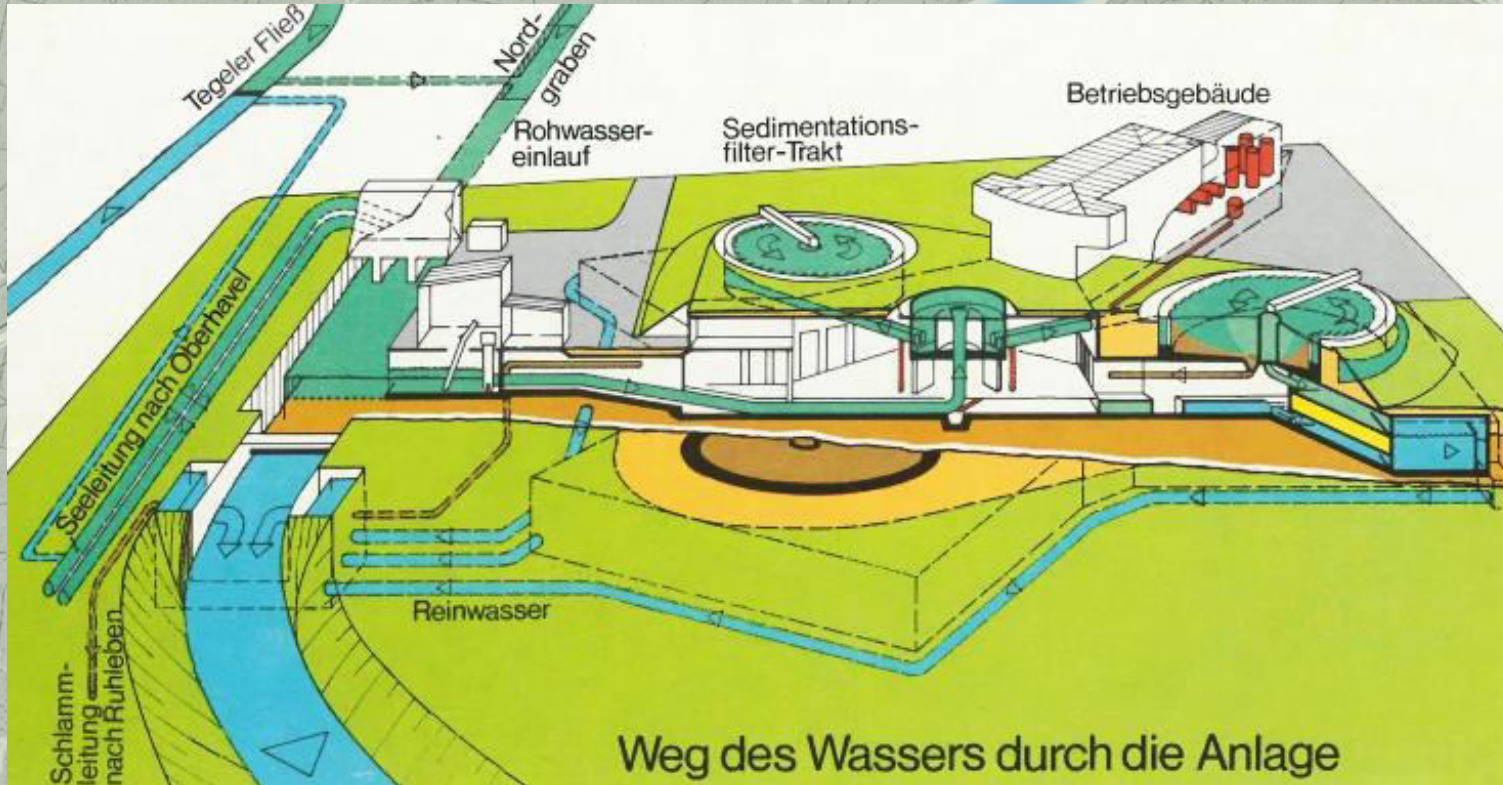 Tegeler Fließ
Nord-
graben
Rohwasser-
einlauf
Sedimentations-
filter-Trakt
Betriebsgebäude
Seeleitung nach Oberhavel
Schlamm-
leitung
nach Ruhleben
Reinwasser
Weg des Wassers durch die Anlage